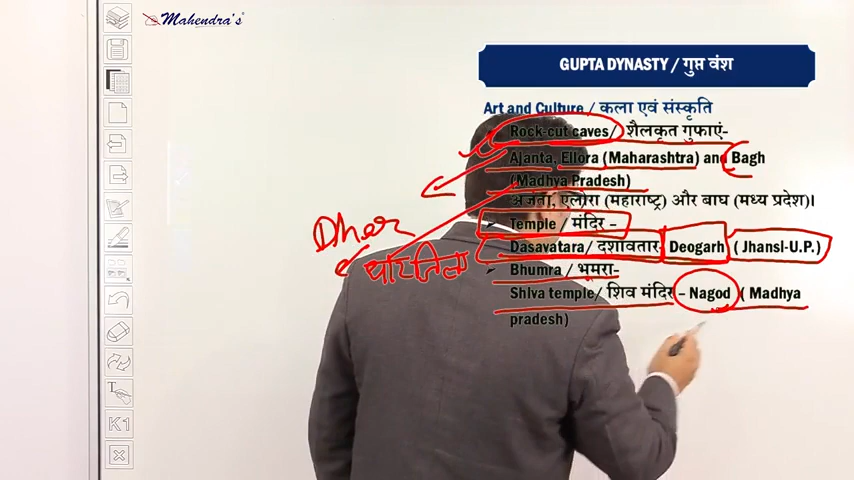 Mahendra's
GUPTA DYNASTY / गुप्त वंश
Art and Culture / कला एवं संस्कृति
Rock-cut caves/ शैलकृत गुफाएं-
Ajanta, Ellora (Maharashtra) and Bagh
(Madhya Pradesh)
अजंता, एलोरा (महाराष्ट्र) और बाघ (मध्य प्रदेश)।
Temple / मंदिर –
Dasavatara/ दशावतार- Deogarh ( Jhansi-U.P.)
Bhumra / भूमरा-
Shiva temple/ शिव मंदिर – Nagod ( Madhya
pradesh)
Dhar
धार जिला
K1